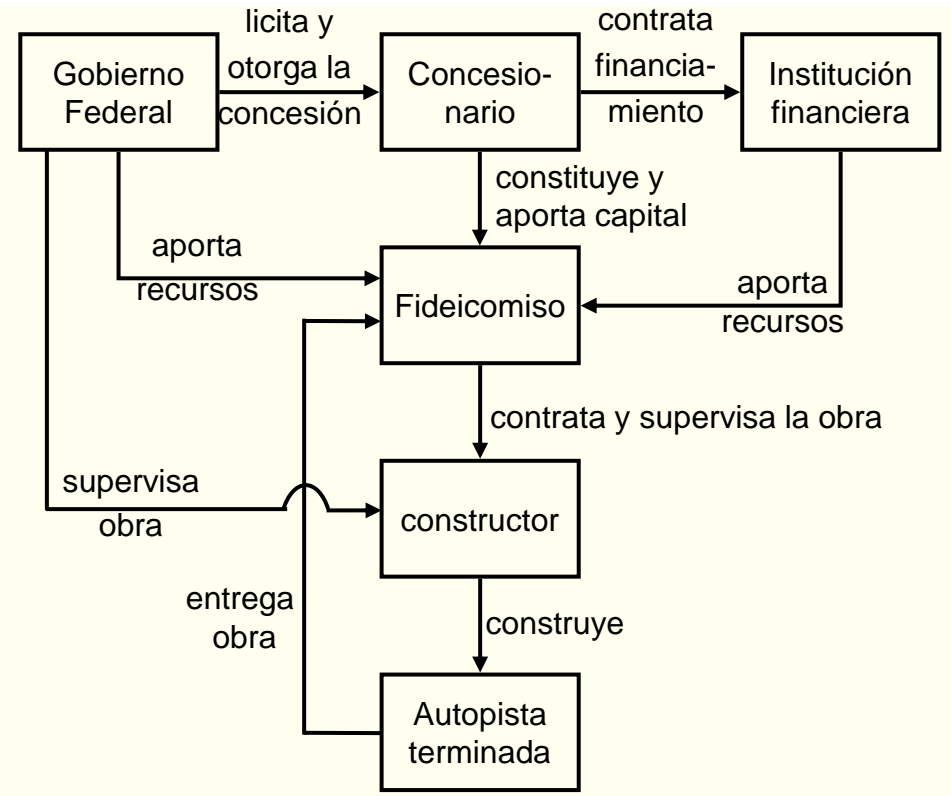 licita y
otorga la
concesión
contrata
financia-
miento
Gobierno
Federal
Concesio-
nario
Institución
financiera
constituye y
aporta capital
aporta
recursos
Fideicomiso
aporta
recursos
contrata y supervisa la obra
supervisa
obra
constructor
entrega
obra
construye
Autopista
terminada